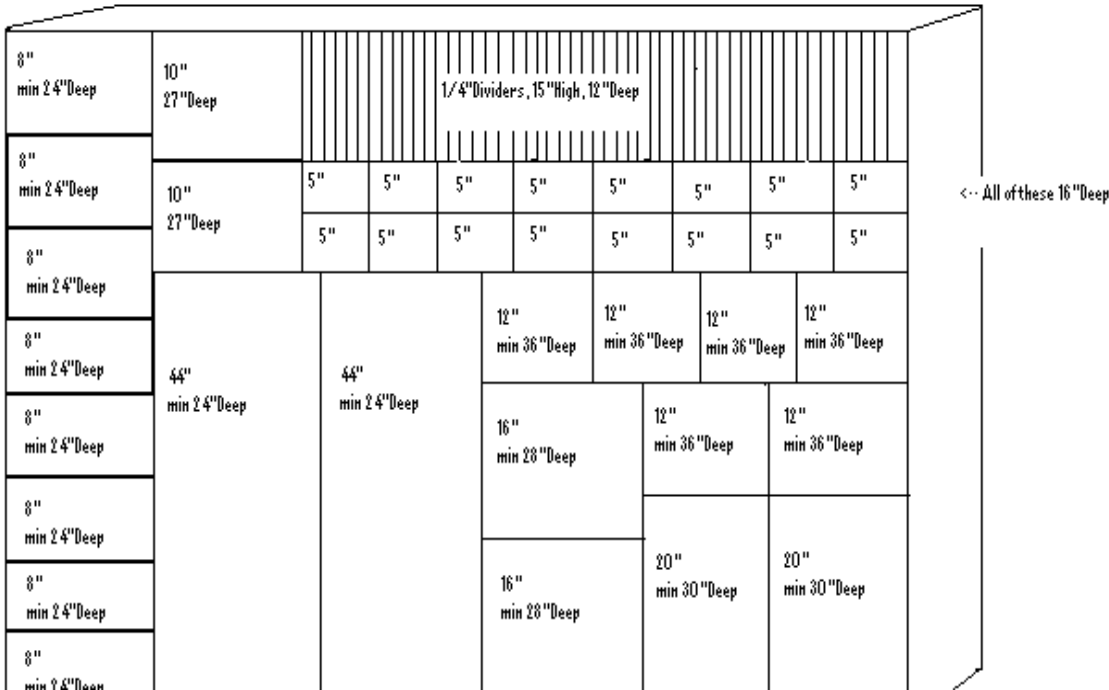 8"
min 24"Deep
10"
27"Deep
1/4"Dividers, 15"High, 12"Deep
8"
min 24"Deep
10"
27"Deep
5" 5" 5" 5" 5" 5" 5" 5"
<-- All of these 16"Deep
5" 5" 5" 5" 5" 5" 5" 5"
8"
min 24"Deep
8"
min 24"Deep
44"
min 24"Deep
44"
min 24"Deep
12"
min 36"Deep
12"
min 36"Deep
12"
min 36"Deep
12"
min 36"Deep
8"
min 24"Deep
16"
min 28"Deep
12"
min 36"Deep
12"
min 36"Deep
8"
min 24"Deep
8"
min 24"Deep
16"
min 28"Deep
20"
min 30"Deep
20"
min 30"Deep
8"
min 24"Deep